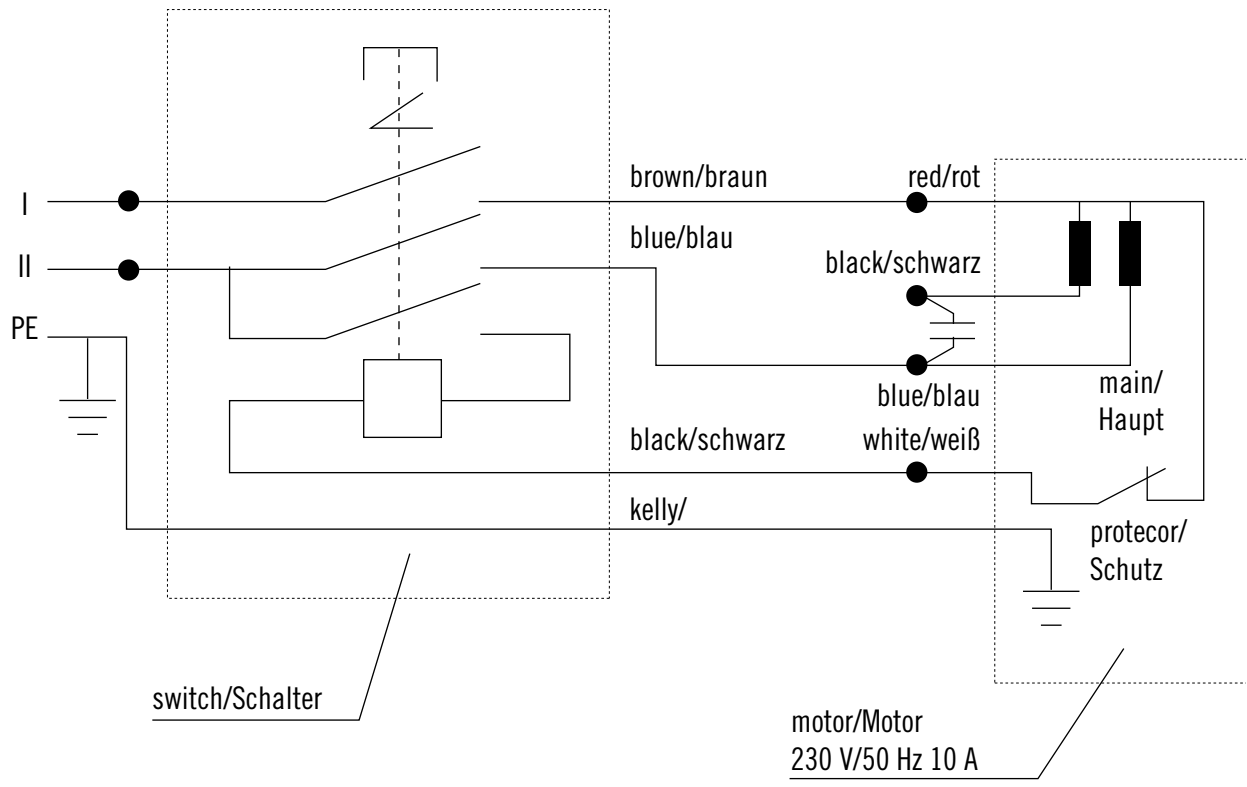 I
II
PE
brown/braun
red/rot
blue/blau
black/schwarz
blue/blau
main/
Haupt
black/schwarz
white/weiß
kelly/
protecor/
Schutz
switch/Schalter
motor/Motor
230 V/50 Hz 10 A